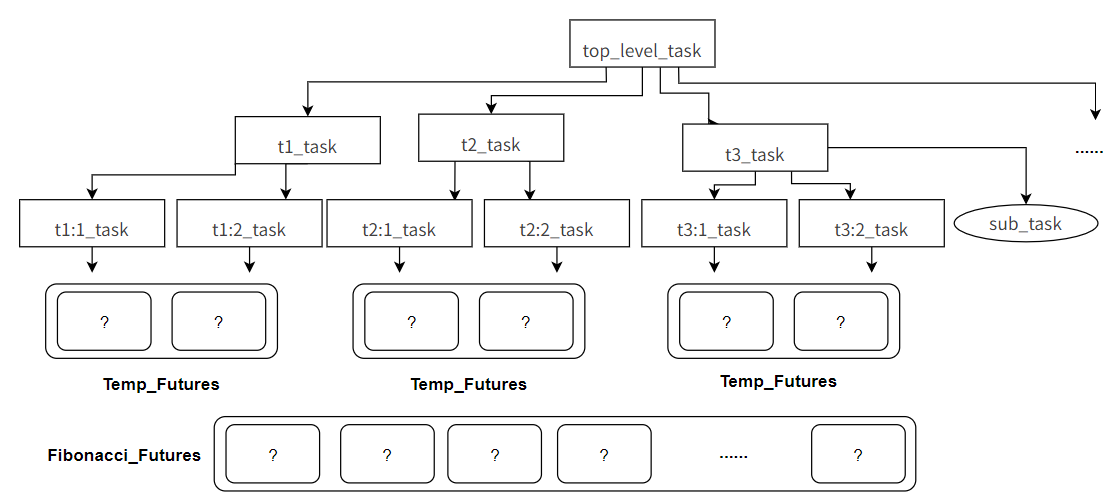 top_level_task
t1_task
t2_task
t3_task
......
t1:1_task
t1:2_task
t2:1_task
t2:2_task
t3:1_task
t3:2_task
sub_task
? ? ? ? ? ?
Temp_Futures Temp_Futures Temp_Futures
Fibonacci_Futures ? ? ? ? ...... ?